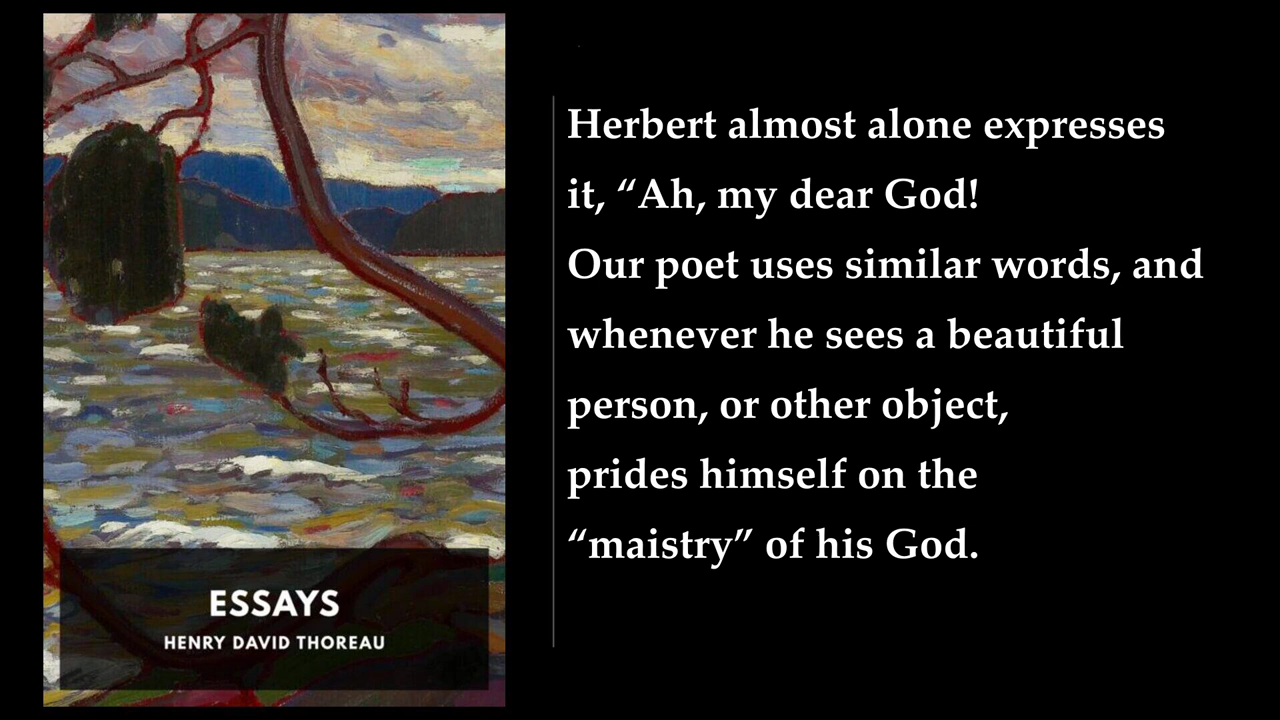 Herbert almost alone expresses
it, “Ah, my dear God!
Our poet uses similar words, and
whenever he sees a beautiful
person, or other object,
prides himself on the
“maistry” of his God.
ESSAYS
HENRY DAVID THOREAU